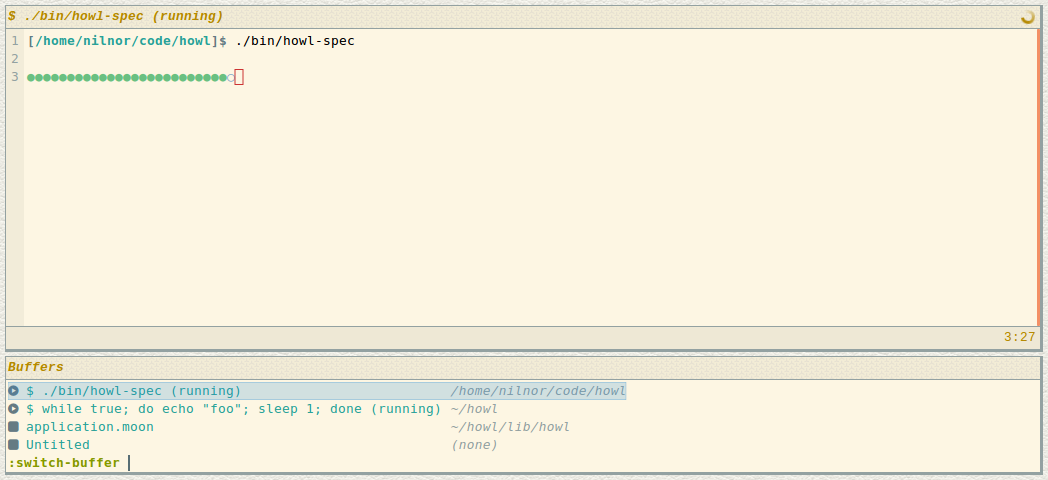 $ ./bin/howl-spec (running)
1 [/home/nilnor/code/howl]$ ./bin/howl-spec
2
3 ●●●●●●●●●●●●●●●●●●●●●●●●●○
3:27
Buffers
$ ./bin/howl-spec (running) /home/nilnor/code/howl
$ while true; do echo "foo"; sleep 1; done (running) ~/howl
application.moon ~/howl/lib/howl
Untitled (none)
:switch-buffer